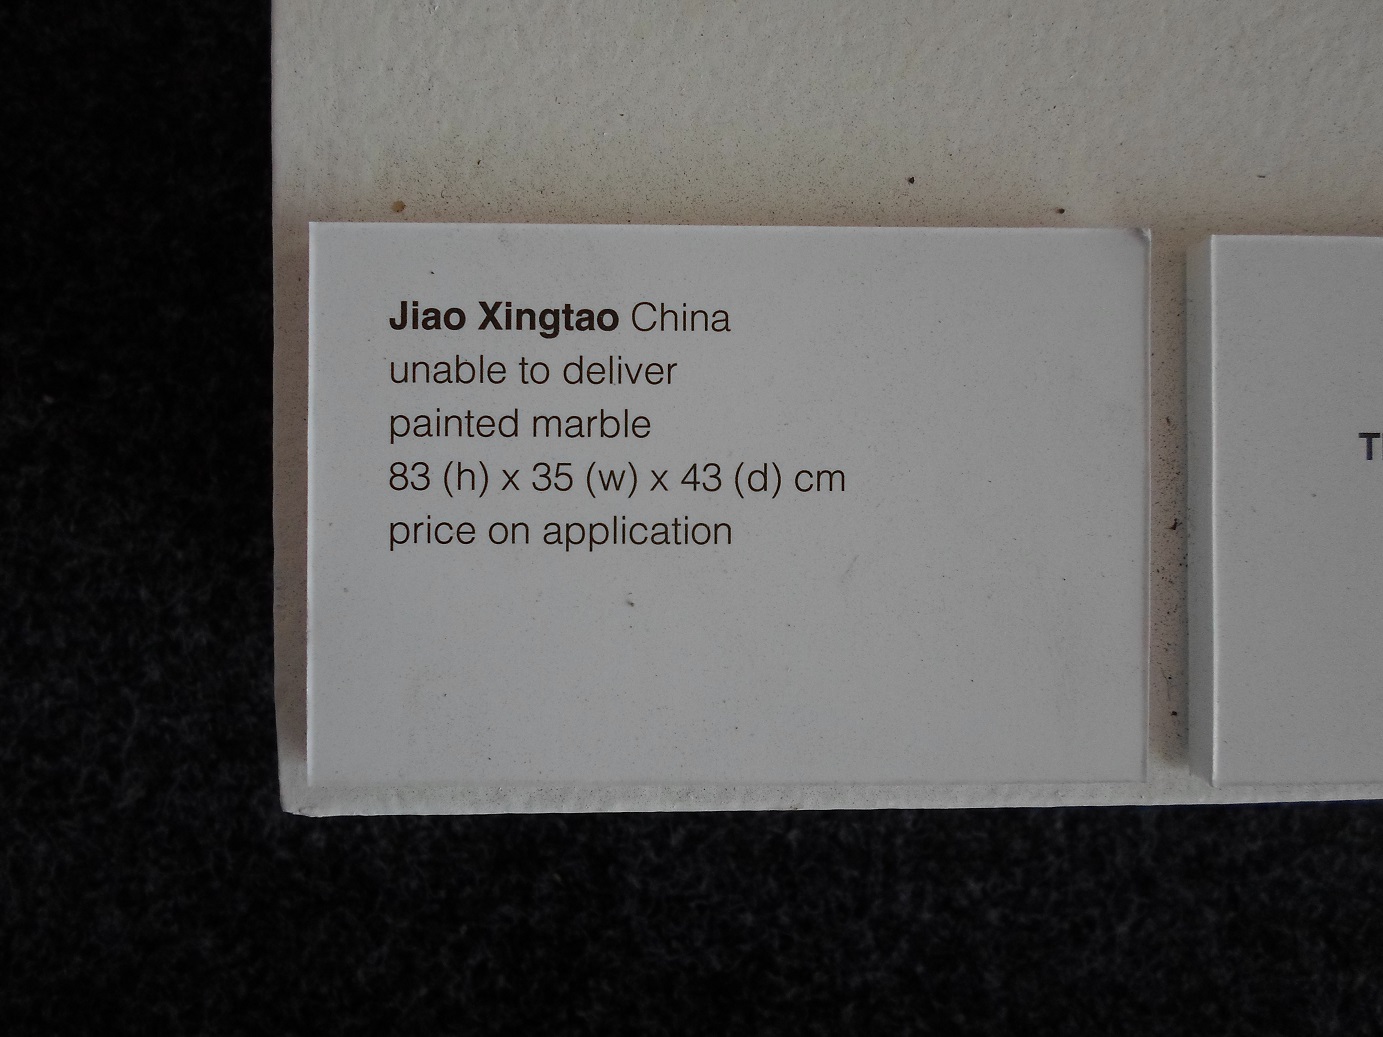 Jiao Xingtao China
unable to deliver
painted marble
83 (h) x 35 (w) x 43 (d) cm
price on application